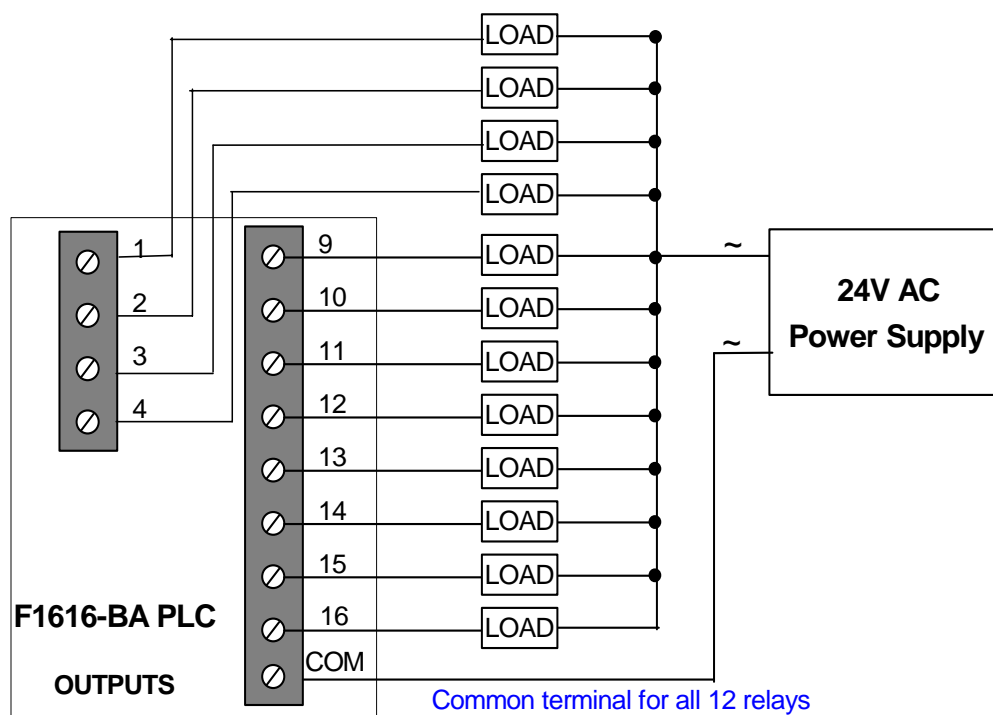 LOAD
LOAD
LOAD
LOAD
1
2
3
4
9 LOAD
10 LOAD
11 LOAD
12 LOAD
13 LOAD
14 LOAD
15 LOAD
16 LOAD
COM
~
~
24V AC
Power Supply
F1616-BA PLC
OUTPUTS
Common terminal for all 12 relays